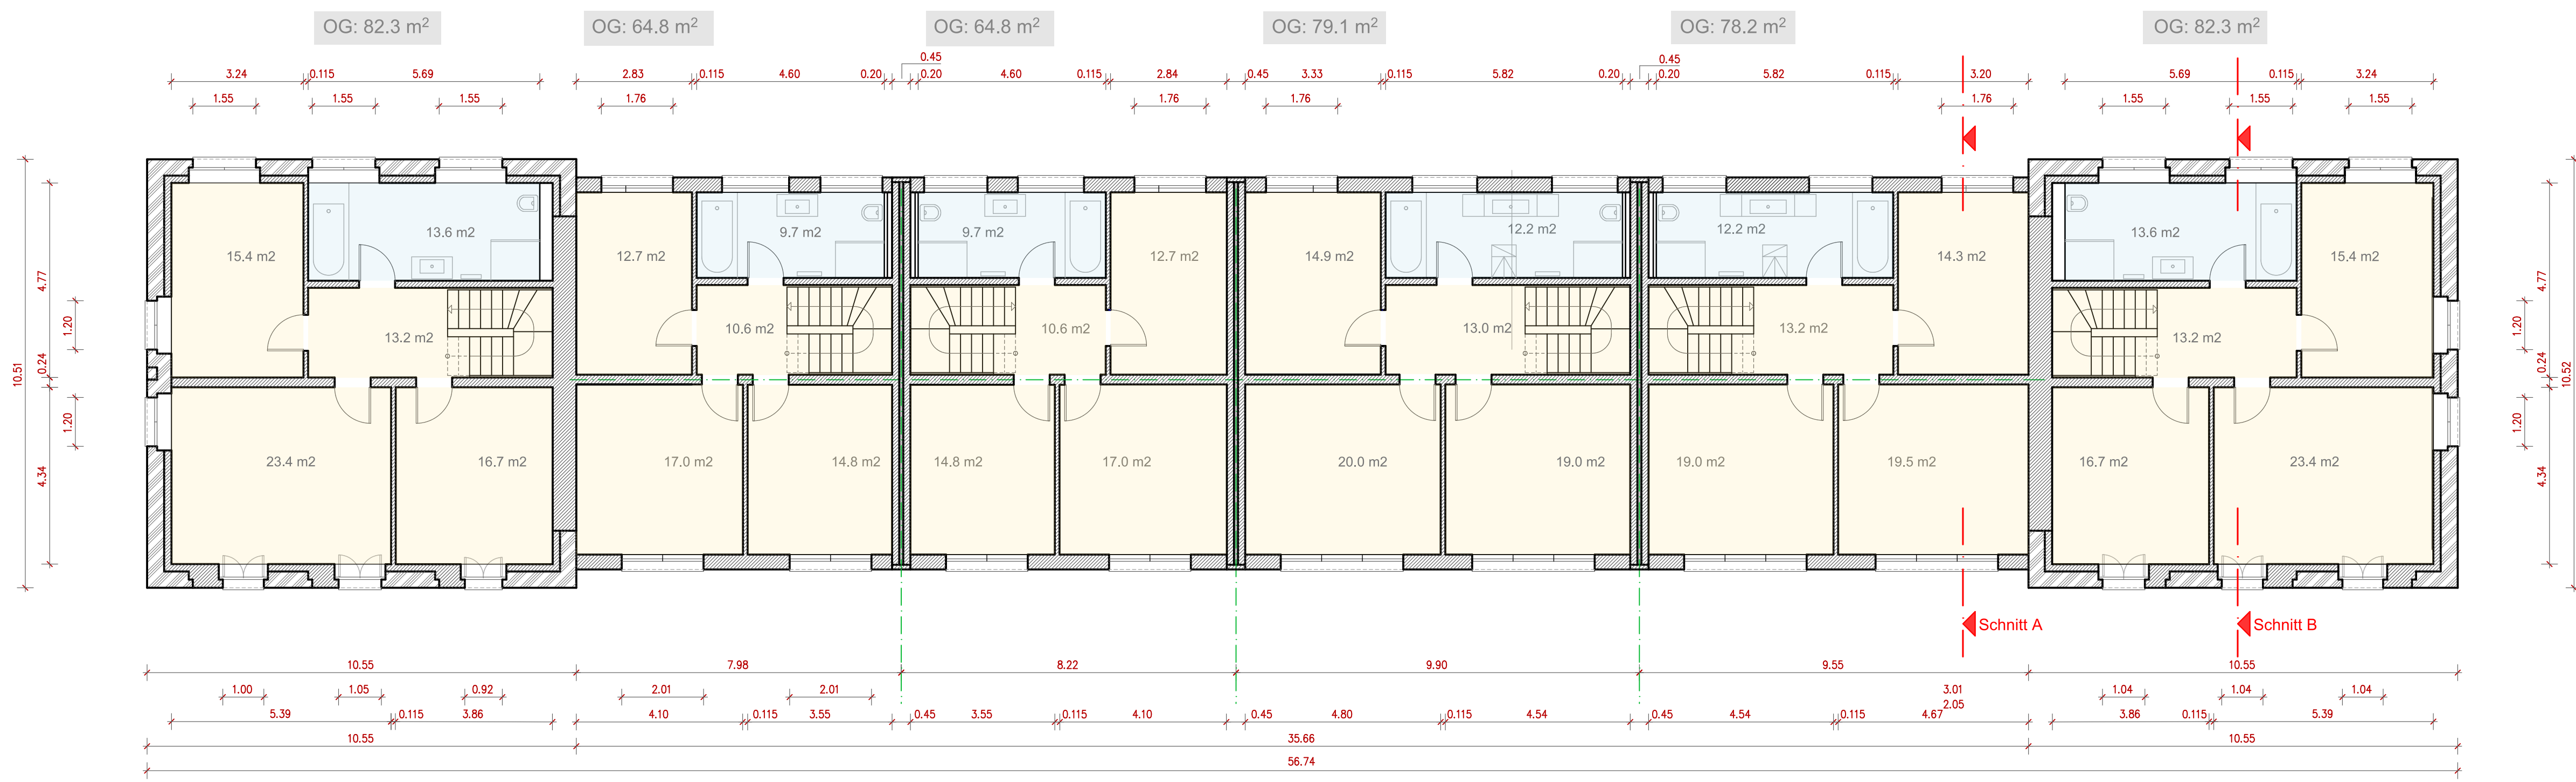 OG: 82.3 m² OG: 64.8 m² OG: 64.8 m² OG: 79.1 m² OG: 78.2 m² OG: 82.3 m²
0.45 0.45
3.24 0.115 5.69 2.83 0.115 4.60 0.20 0.20 4.60 0.115 2.84 0.45 3.33 0.115 5.82 0.20 0.20 5.82 0.115 3.20 5.69 0.115 3.24
1.55 1.55 1.55 1.76 1.76 1.76 1.76 1.55 1.55 1.55
13.6 m2 9.7 m2 9.7 m2 12.2 m2 12.2 m2 13.6 m2
15.4 m2 12.7 m2 12.7 m2 14.9 m2 14.3 m2 15.4 m2
4.77 4.77
1.20 10.6 m2 10.6 m2 13.0 m2 13.2 m2 1.20
13.2 m2 13.2 m2
10.51 0.24 0.24 10.52
1.20 1.20
23.4 m2 16.7 m2 17.0 m2 14.8 m2 14.8 m2 17.0 m2 20.0 m2 19.0 m2 19.0 m2 19.5 m2 16.7 m2 23.4 m2
4.34 4.34
Schnitt A Schnitt B
10.55 7.98 8.22 9.90 9.55 10.55
1.00 1.05 0.92 2.01 2.01 3.01 1.04 1.04 1.04
2.05
5.39 0.115 3.86 4.10 0.115 3.55 0.45 3.55 0.115 4.10 0.45 4.80 0.115 4.54 0.45 4.54 0.115 4.67 3.86 0.115 5.39
10.55 35.66 10.55
56.74